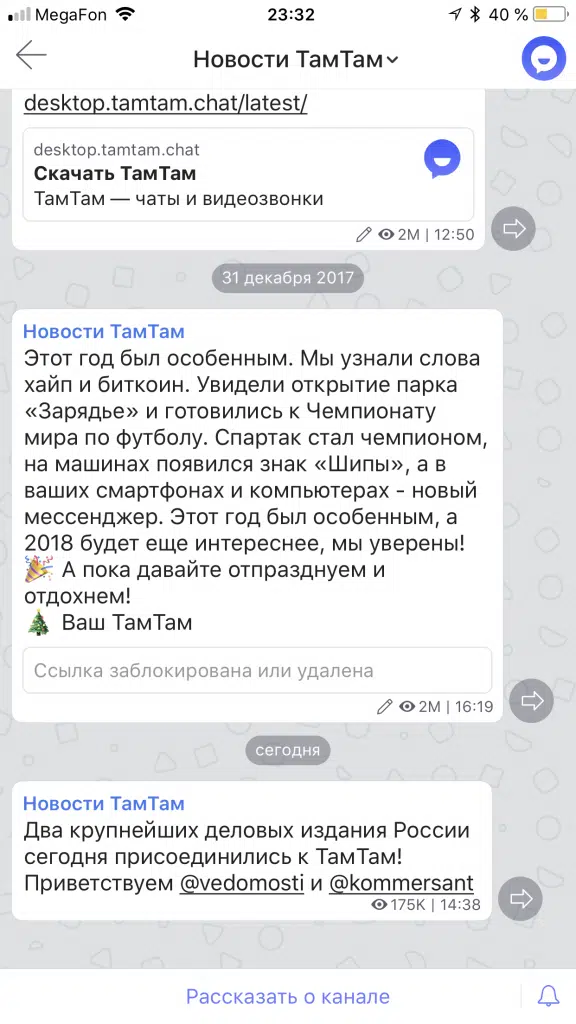 MegaFon 23:32 40 %
Новости ТамТам
desktop.tamtam.chat/latest/
desktop.tamtam.chat
Скачать ТамТам
ТамТам — чаты и видеозвонки
2M | 12:50
31 декабря 2017
Новости ТамТам
Этот год был особенным. Мы узнали слова
хайп и биткоин. Увидели открытие парка
«Зарядье» и готовились к Чемпионату
мира по футболу. Спартак стал чемпионом,
на машинах появился знак «Шипы», а в
ваших смартфонах и компьютерах - новый
мессенджер. Этот год был особенным, а
2018 будет еще интереснее, мы уверены!
🎉 А пока давайте отпразднуем и
отдохнем!
🎄 Ваш ТамТам
Ссылка заблокирована или удалена
2M | 16:19
сегодня
Новости ТамТам
Два крупнейших деловых издания России
сегодня присоединились к ТамТам!
Приветствуем @vedomosti и @kommersant
175K | 14:38
Рассказать о канале